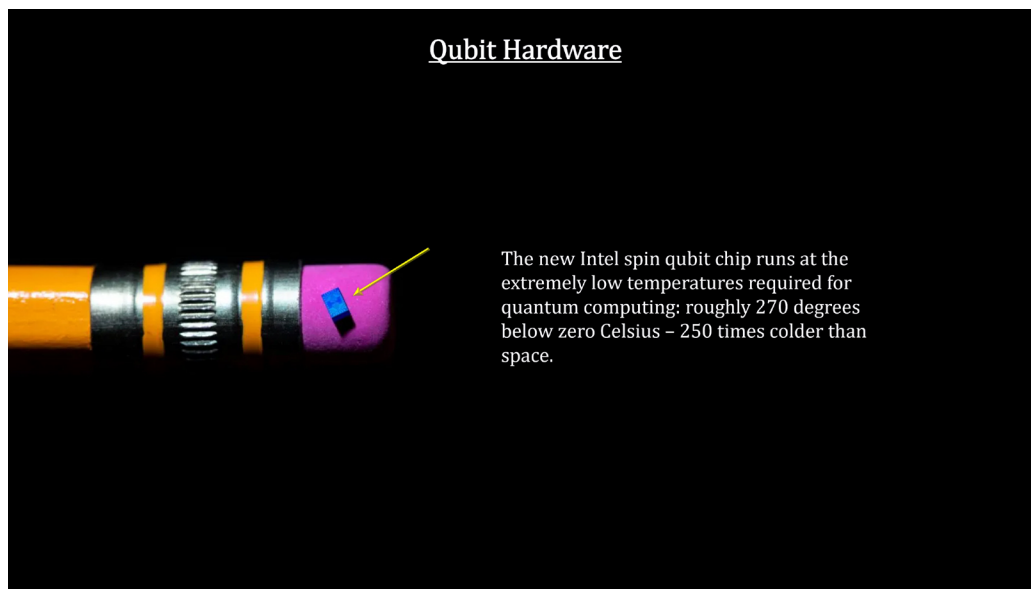 Qubit Hardware
The new Intel spin qubit chip runs at the
extremely low temperatures required for
quantum computing: roughly 270 degrees
below zero Celsius – 250 times colder than
space.